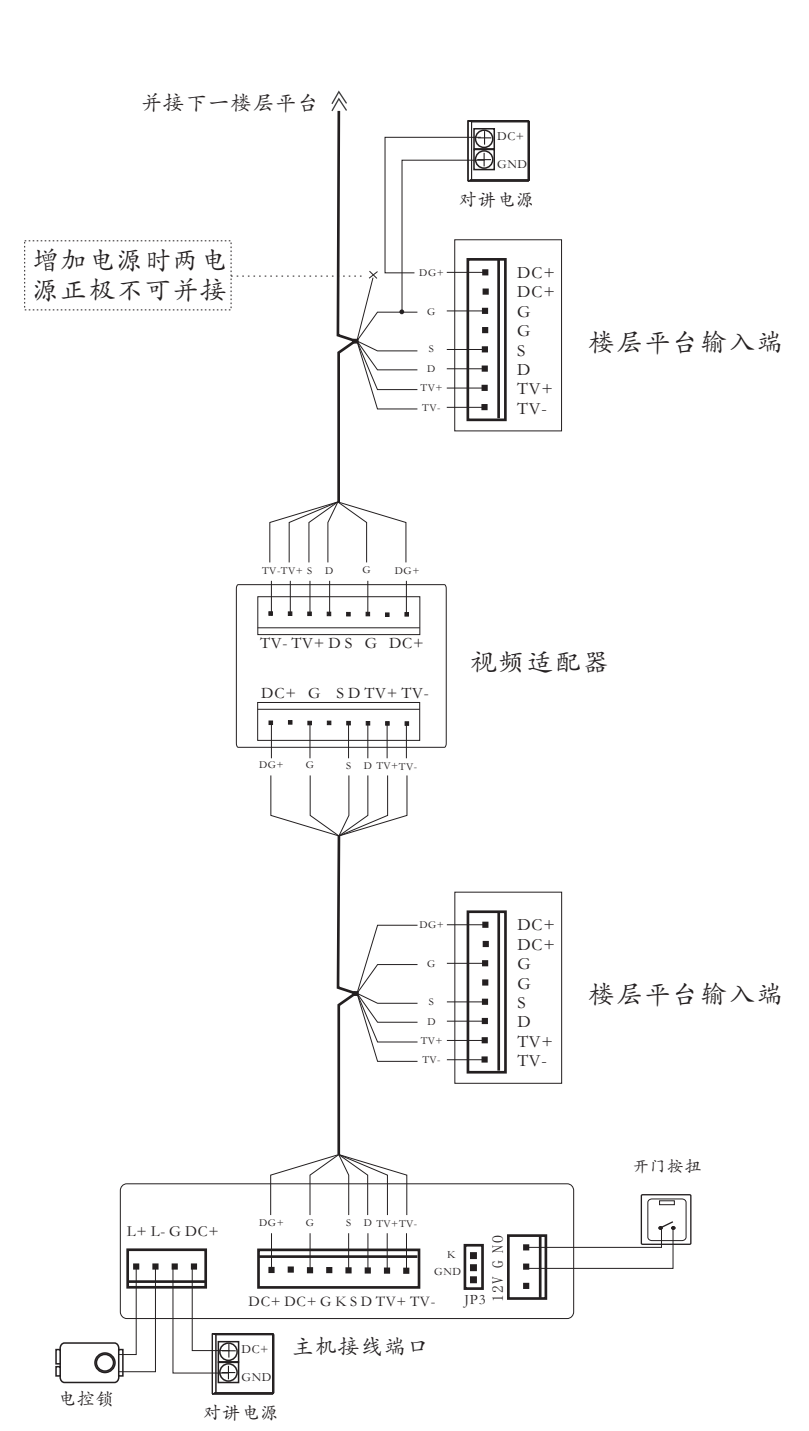 并接下一楼层平台
DC+
GND
对讲电源
增加电源时两电
源正极不可并接
DG+
G
S
D
TV+
TV-
DC+
DC+
G
G
S
D
TV+
TV-
楼层平台输入端
TV- TV+ S D G DG+
TV- TV+ D S G DC+
视频适配器
DC+ G S D TV+ TV-
DG+ G S D TV+ TV-
DG+
G
S
D
TV+
TV-
DC+
DC+
G
G
S
D
TV+
TV-
楼层平台输入端
开门按扭
L+ L- G DC+
DG+ G S D TV+ TV-
DC+ DC+ G K S D TV+ TV-
K
GND
JP3
12V G NO
主机接线端口
DC+
GND
电控锁
对讲电源